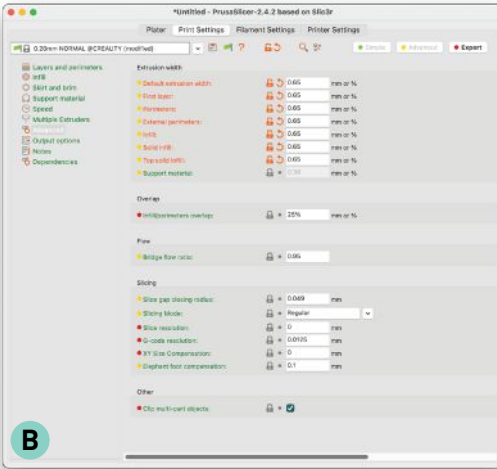 *Untitled - PrusaSlicer-2.4.2 based on Slic3r
Plater Print Settings Filament Settings Printer Settings
0.20mm NORMAL @CREALITY (modified) ? Simple Advanced Expert
Layers and perimeters
Infill
Skirt and brim
Support material
Speed
Multiple Extruders
Advanced
Output options
Notes
Dependencies
Extrusion width
Default extrusion width: 0.65 mm or %
First layer: 0.65 mm or %
Perimeters: 0.65 mm or %
External perimeters: 0.65 mm or %
Infill: 0.65 mm or %
Solid infill: 0.65 mm or %
Top solid infill: 0.65 mm or %
Support material: mm or %
Overlap
Infill/perimeters overlap: 25% mm or %
Flow
Bridge flow ratio: 0.95
Slicing
Slice gap closing radius: 0.049 mm
Slicing Mode: Regular
Slice resolution: 0 mm
G-code resolution: 0.0125 mm
XY Size Compensation: 0 mm
Elephant foot compensation: 0.1 mm
Other
Clip multi-part objects:
B